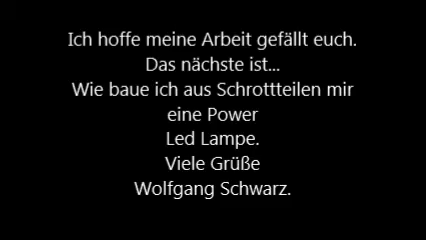 Ich hoffe meine Arbeit gefällt euch.
Das nächste ist...
Wie baue ich aus Schrottteilen mir
eine Power
Led Lampe.
Viele Grüße
Wolfgang Schwarz.